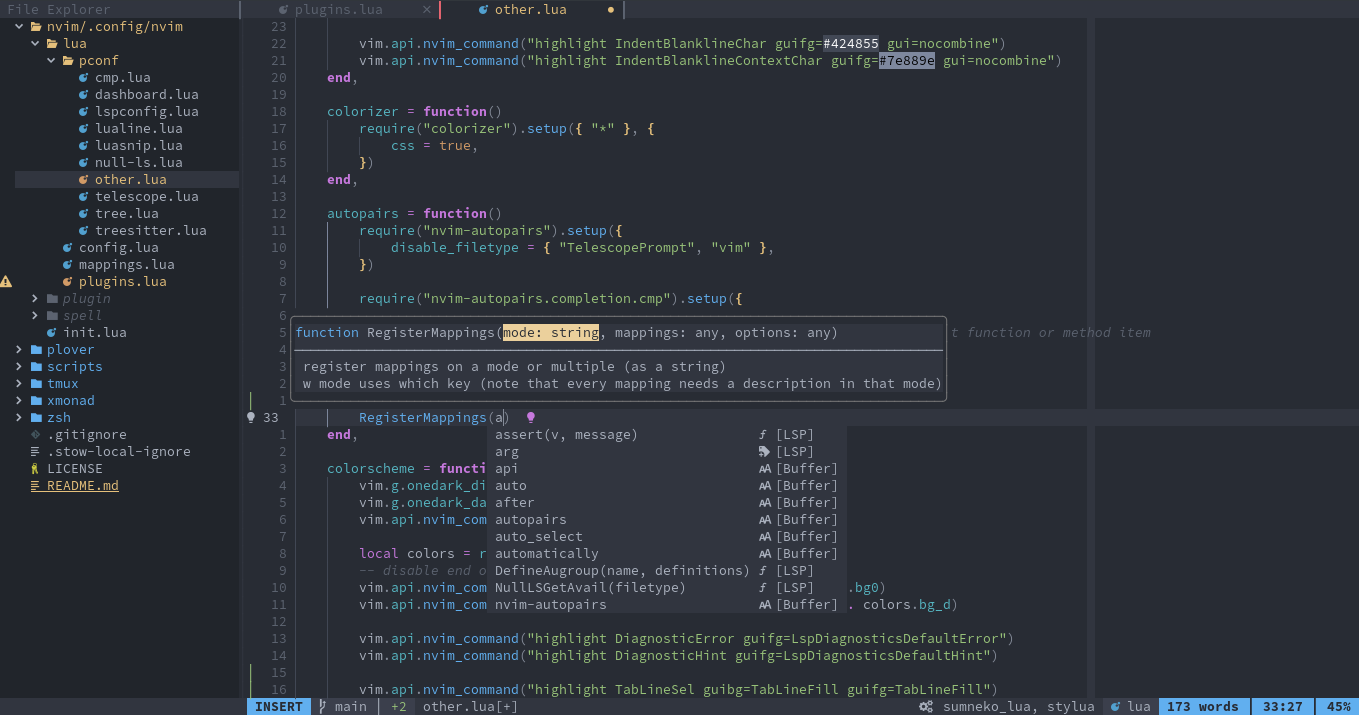 File Explorer
plugins.lua × other.lua ●
nvim/.config/nvim
lua
pconf
cmp.lua
dashboard.lua
lspconfig.lua
lualine.lua
luasnip.lua
null-ls.lua
other.lua
telescope.lua
tree.lua
treesitter.lua
config.lua
mappings.lua
plugins.lua
plugin
spell
init.lua
plover
scripts
tmux
xmonad
zsh
.gitignore
.stow-local-ignore
LICENSE
README.md
23
22 vim.api.nvim_command("highlight IndentBlanklineChar guifg=#424855 gui=nocombine")
21 vim.api.nvim_command("highlight IndentBlanklineContextChar guifg=#7e889e gui=nocombine")
20 end,
19
18 colorizer = function()
17 require("colorizer").setup({ "*" }, {
16 css = true,
15 })
14 end,
13
12 autopairs = function()
11 require("nvim-autopairs").setup({
10 disable_filetype = { "TelescopePrompt", "vim" },
9 })
8
7 require("nvim-autopairs.completion.cmp").setup({
6
5 function RegisterMappings(mode: string, mappings: any, options: any) t function or method item
4
3 register mappings on a mode or multiple (as a string)
2 w mode uses which key (note that every mapping needs a description in that mode)
1
33 RegisterMappings(a)
1 end, assert(v, message) f [LSP]
2 arg [LSP]
3 colorscheme = functi api AA [Buffer]
4 vim.g.onedark_di auto AA [Buffer]
5 vim.g.onedark_da after AA [Buffer]
6 vim.api.nvim_com autopairs AA [Buffer]
7 auto_select AA [Buffer]
8 local colors = r automatically AA [Buffer]
9 -- disable end o DefineAugroup(name, definitions) f [LSP]
10 vim.api.nvim_com NullLSGetAvail(filetype) f [LSP] .bg0)
11 vim.api.nvim_com nvim-autopairs AA [Buffer] . colors.bg_d)
12
13 vim.api.nvim_command("highlight DiagnosticError guifg=LspDiagnosticsDefaultError")
14 vim.api.nvim_command("highlight DiagnosticHint guifg=LspDiagnosticsDefaultHint")
15
16 vim.api.nvim_command("highlight TabLineSel guibg=TabLineFill guifg=TabLineFill")
INSERT main +2 other.lua[+] sumneko_lua, stylua lua 173 words 33:27 45%